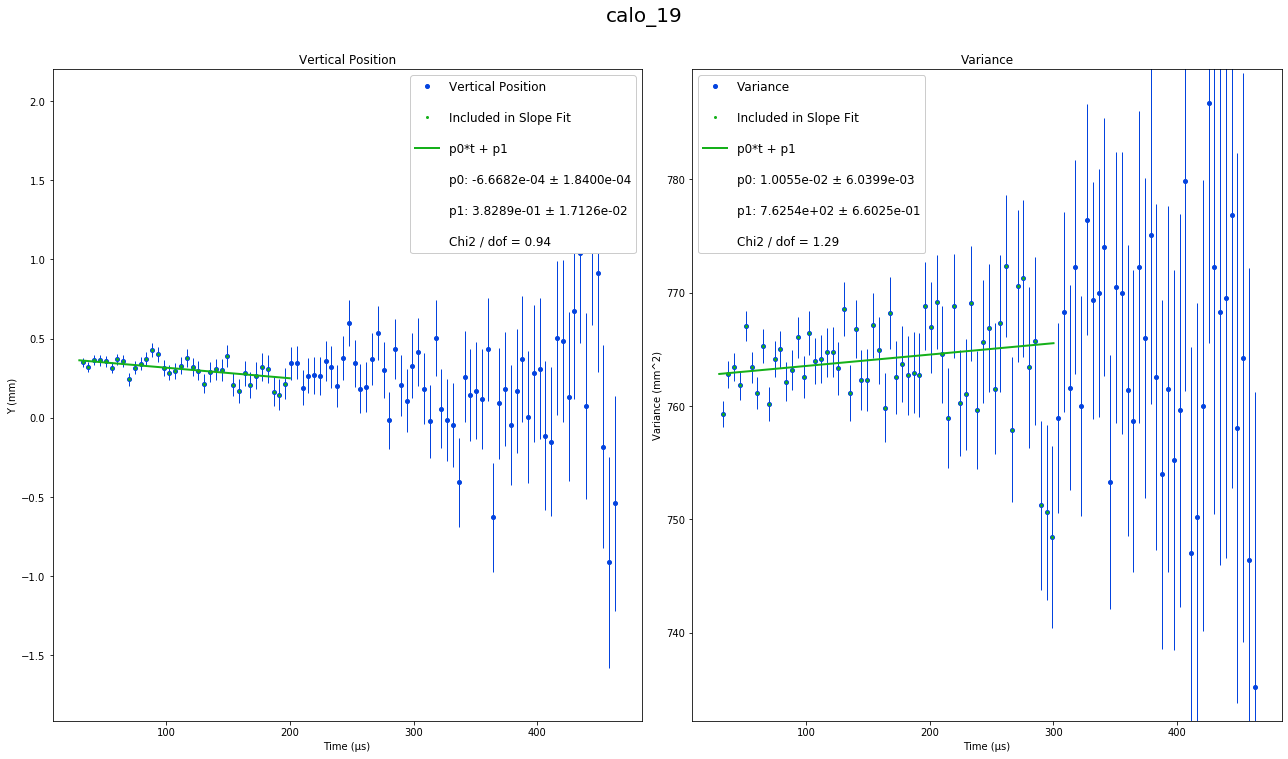 calo_19
Vertical Position
Vertical Position
Included in Slope Fit
p0*t + p1
p0: -6.6682e-04 ± 1.8400e-04
p1: 3.8289e-01 ± 1.7126e-02
Chi2 / dof = 0.94
Y (mm)
2.0
1.5
1.0
0.5
0.0
−0.5
−1.0
−1.5
100
200
300
400
Time (μs)
Variance
Variance
Included in Slope Fit
p0*t + p1
p0: 1.0055e-02 ± 6.0399e-03
p1: 7.6254e+02 ± 6.6025e-01
Chi2 / dof = 1.29
Variance (mm^2)
780
770
760
750
740
100
200
300
400
Time (μs)